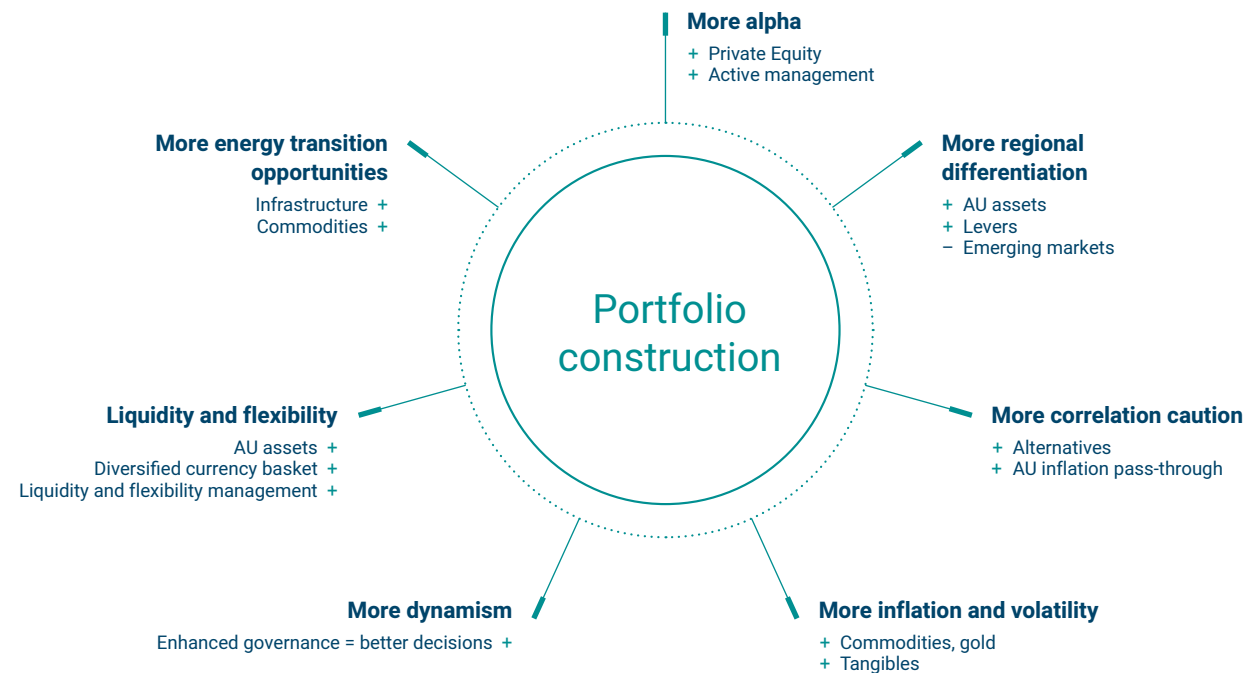 More alpha
+ Private Equity
+ Active management
More regional
differentiation
+ AU assets
+ Levers
– Emerging markets
More correlation caution
+ Alternatives
+ AU inflation pass-through
More inflation and volatility
+ Commodities, gold
+ Tangibles
More dynamism
Enhanced governance = better decisions +
Liquidity and flexibility
AU assets +
Diversified currency basket +
Liquidity and flexibility management +
More energy transition
opportunities
Infrastructure +
Commodities +
Portfolio
construction